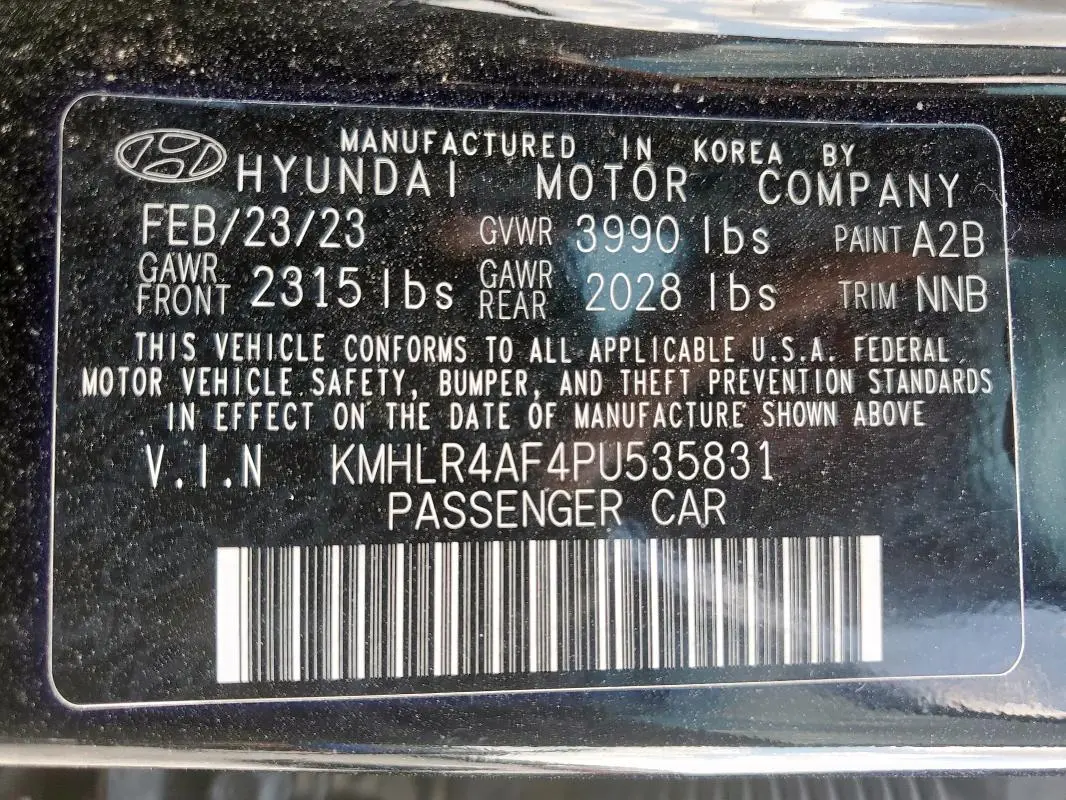 MANUFACTURED IN KOREA BY
HYUNDAI MOTOR COMPANY
FEB/23/23 GVWR 3990 lbs PAINT A2B
GAWR FRONT 2315 lbs GAWR REAR 2028 lbs TRIM NNB
THIS VEHICLE CONFORMS TO ALL APPLICABLE U.S.A. FEDERAL
MOTOR VEHICLE SAFETY, BUMPER, AND THEFT PREVENTION STANDARDS
IN EFFECT ON THE DATE OF MANUFACTURE SHOWN ABOVE
V.I.N KMHLR4AF4PU535831
PASSENGER CAR